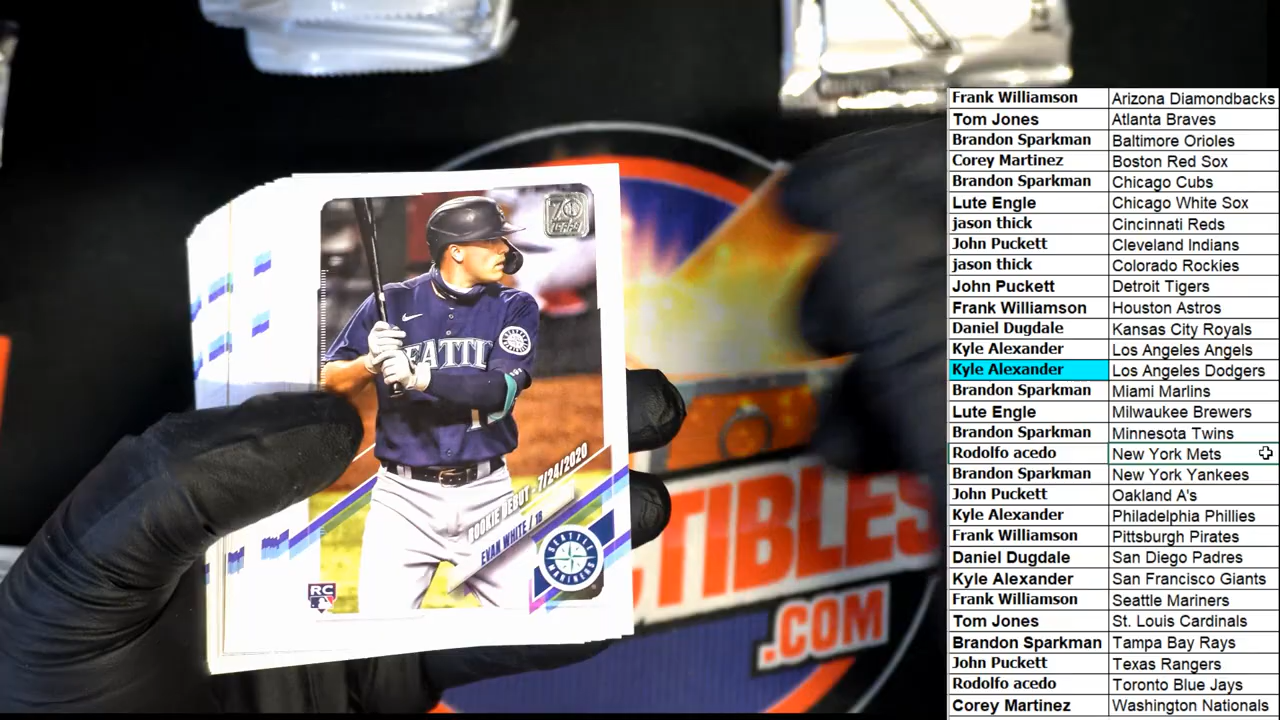 70
TOPPS
SEATTL
ROOKIE DEBUT - 7/24/2020
EVAN WHITE / 1B
SEATTLE
MARINERS
RC
TIBLES
.COM
Frank Williamson Arizona Diamondbacks
Tom Jones Atlanta Braves
Brandon Sparkman Baltimore Orioles
Corey Martinez Boston Red Sox
Brandon Sparkman Chicago Cubs
Lute Engle Chicago White Sox
jason thick Cincinnati Reds
John Puckett Cleveland Indians
jason thick Colorado Rockies
John Puckett Detroit Tigers
Frank Williamson Houston Astros
Daniel Dugdale Kansas City Royals
Kyle Alexander Los Angeles Angels
Kyle Alexander Los Angeles Dodgers
Brandon Sparkman Miami Marlins
Lute Engle Milwaukee Brewers
Brandon Sparkman Minnesota Twins
Rodolfo acedo New York Mets
Brandon Sparkman New York Yankees
John Puckett Oakland A's
Kyle Alexander Philadelphia Phillies
Frank Williamson Pittsburgh Pirates
Daniel Dugdale San Diego Padres
Kyle Alexander San Francisco Giants
Frank Williamson Seattle Mariners
Tom Jones St. Louis Cardinals
Brandon Sparkman Tampa Bay Rays
John Puckett Texas Rangers
Rodolfo acedo Toronto Blue Jays
Corey Martinez Washington Nationals